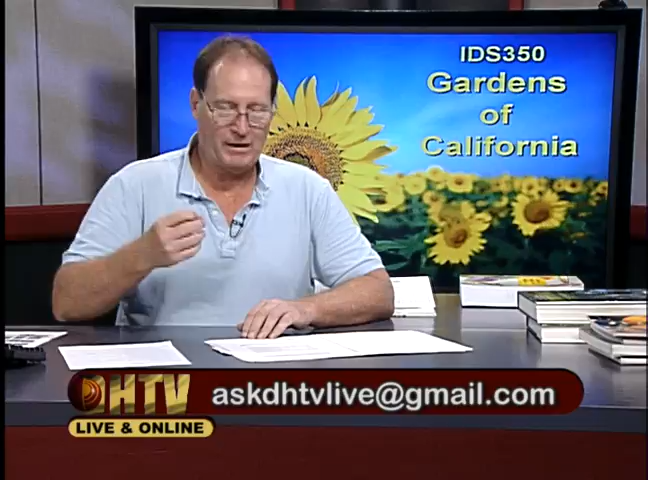 IDS350
Gardens
of
California
DHTV askdhtvlive@gmail.com
LIVE & ONLINE